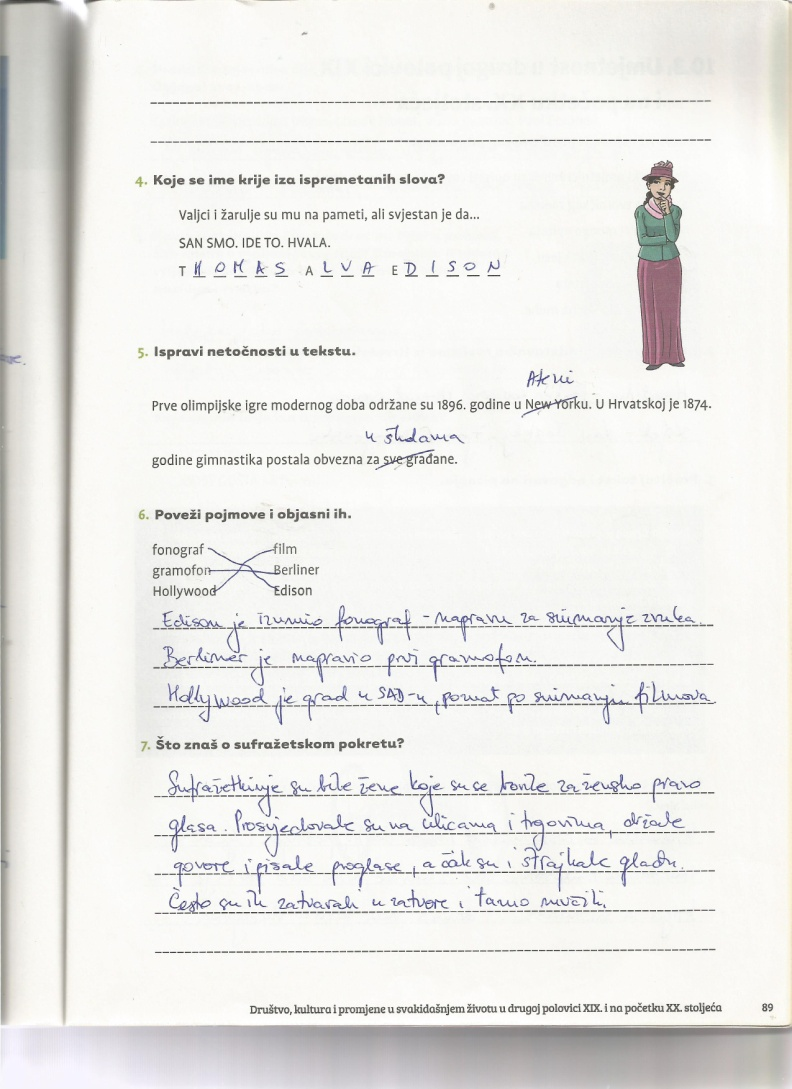 4. Koje se ime krije iza ispremetanih slova?
Valjci i žarulje su mu na pameti, ali svjestan je da...
SAN SMO. IDE TO. HVALA.
T H O M A S A L V A E D I S O N
5. Ispravi netočnosti u tekstu.
Ateni
Prve olimpijske igre modernog doba održane su 1896. godine u New Yorku. U Hrvatskoj je 1874.
u školama
godine gimnastika postala obvezna za sve građane.
6. Poveži pojmove i objasni ih.
fonograf film
gramofon Berliner
Hollywood Edison
Edison je izumio fonograf - napravu za snimanje zvuka.
Berliner je napravio prvi gramofon.
Hollywood je grad u SAD-u, poznat po snimanju filmova
7. Što znaš o sufražetskom pokretu?
Sufražetkinje su bile žene koje su se borile za žensko pravo
glasa. Prosvjedovale su na ulicama i trgovima, držale
govore i pisale proglase, a čak su i štrajkale glađu.
Često su ih zatvarali u zatvore i tamo mučili.
Društvo, kultura i promjene u svakidašnjem životu u drugoj polovici XIX. i na početku XX. stoljeća 89